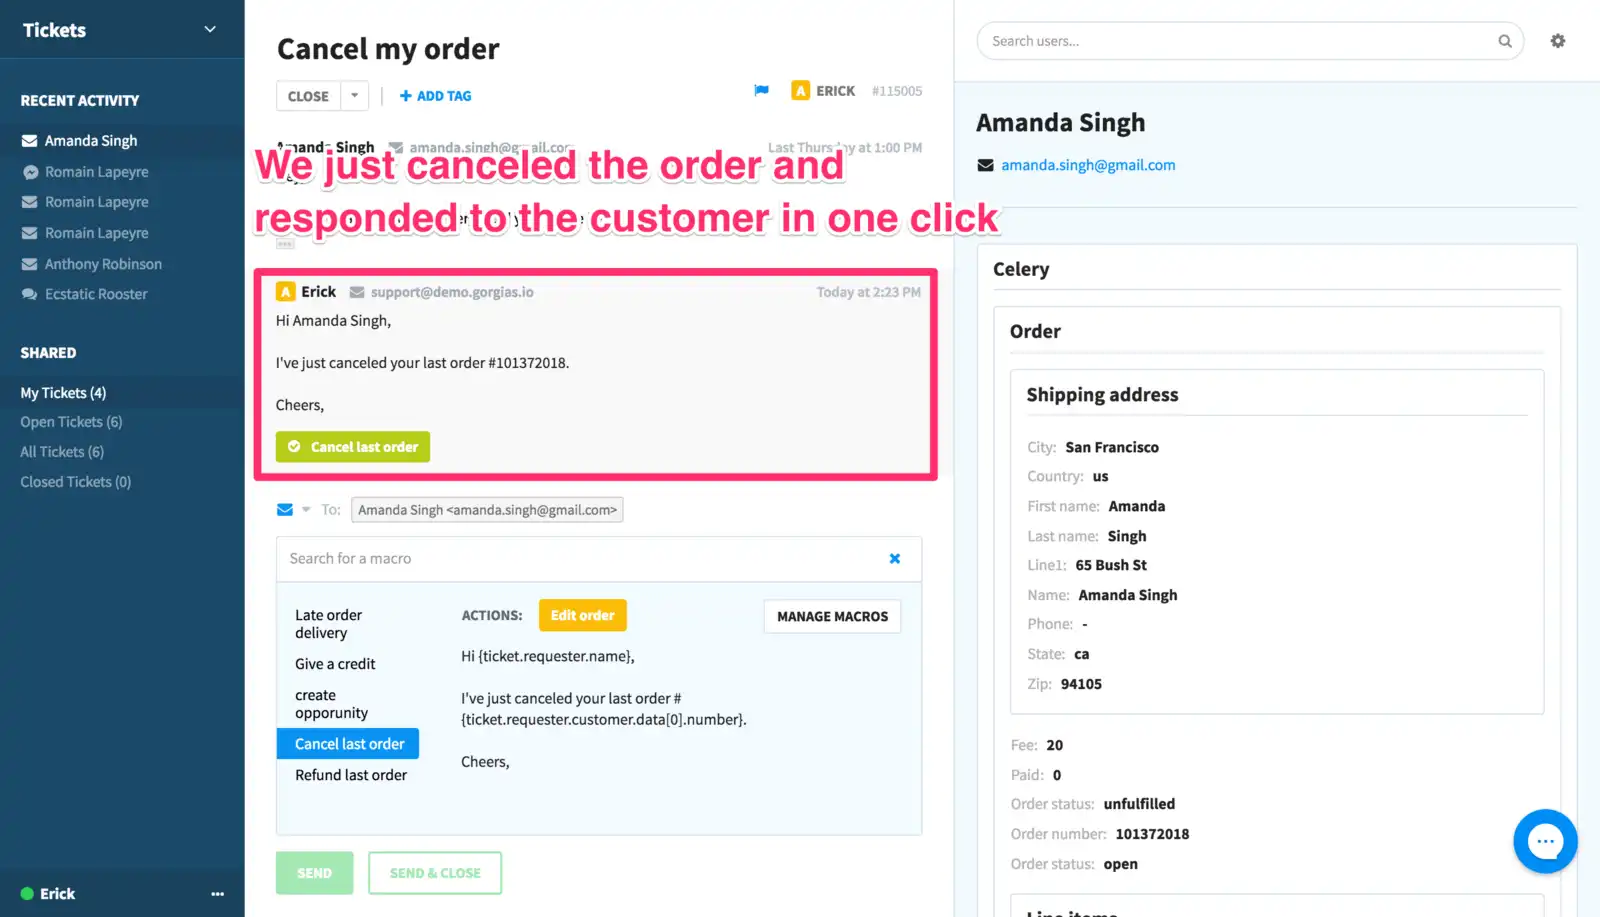 Tickets
RECENT ACTIVITY
Amanda Singh
Romain Lapeyre
Romain Lapeyre
Romain Lapeyre
Anthony Robinson
Ecstatic Rooster
SHARED
My Tickets (4)
Open Tickets (6)
All Tickets (6)
Closed Tickets (0)
Erick
Cancel my order
CLOSE
ADD TAG
A ERICK #115005
Amanda Singh amanda.singh@gmail.com Last Thursday at 1:00 PM
We just canceled the order and
responded to the customer in one click
A Erick support@demo.gorgias.io Today at 2:23 PM
Hi Amanda Singh,
I've just canceled your last order #101372018.
Cheers,
Cancel last order
To: Amanda Singh <amanda.singh@gmail.com>
Search for a macro
Late order
delivery
Give a credit
create
opporunity
Cancel last order
Refund last order
ACTIONS: Edit order
MANAGE MACROS
Hi {ticket.requester.name},
I've just canceled your last order #
{ticket.requester.customer.data[0].number}.
Cheers,
SEND
SEND & CLOSE
Search users...
Amanda Singh
amanda.singh@gmail.com
Celery
Order
Shipping address
City: San Francisco
Country: us
First name: Amanda
Last name: Singh
Line1: 65 Bush St
Name: Amanda Singh
Phone: -
State: ca
Zip: 94105
Fee: 20
Paid: 0
Order status: unfulfilled
Order number: 101372018
Order status: open
Line items